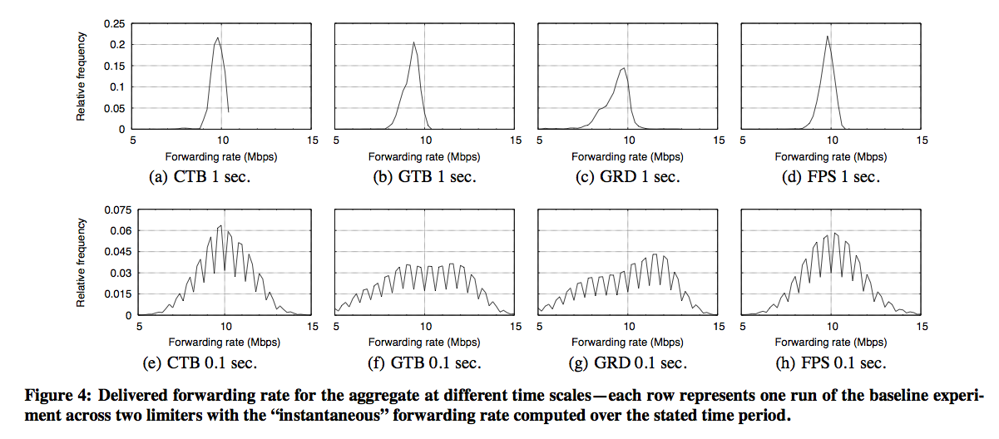 0.25
0.2
0.15
0.1
0.05
0
Relative frequency
5 10 15
5 10 15
5 10 15
5 10 15
Forwarding rate (Mbps)
Forwarding rate (Mbps)
Forwarding rate (Mbps)
Forwarding rate (Mbps)
(a) CTB 1 sec.
(b) GTB 1 sec.
(c) GRD 1 sec.
(d) FPS 1 sec.
0.075
0.06
0.045
0.03
0.015
0
Relative frequency
5 10 15
5 10 15
5 10 15
5 10 15
Forwarding rate (Mbps)
Forwarding rate (Mbps)
Forwarding rate (Mbps)
Forwarding rate (Mbps)
(e) CTB 0.1 sec.
(f) GTB 0.1 sec.
(g) GRD 0.1 sec.
(h) FPS 0.1 sec.
Figure 4: Delivered forwarding rate for the aggregate at different time scales—each row represents one run of the baseline experi-
ment across two limiters with the “instantaneous” forwarding rate computed over the stated time period.